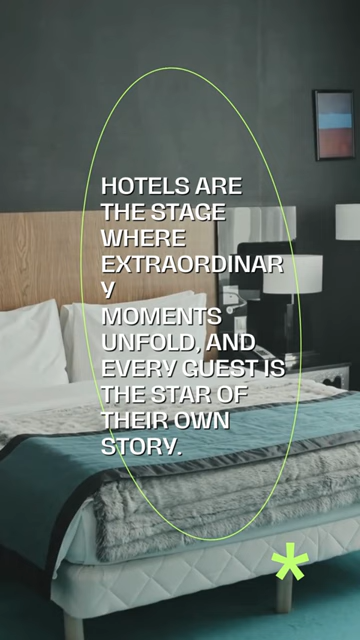 HOTELS ARE
THE STAGE
WHERE
EXTRAORDINAR
Y
MOMENTS
UNFOLD, AND
EVERY GUEST IS
THE STAR OF
THEIR OWN
STORY.